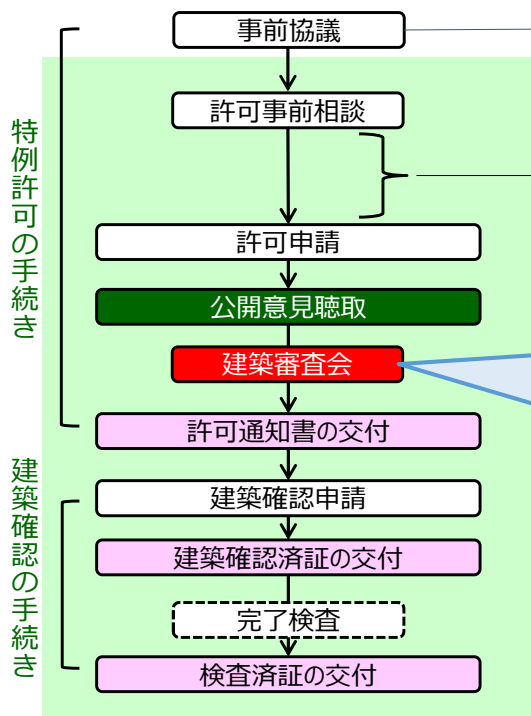 事前協議
許可事前相談
特例許可の手続き
許可申請
公開意見聴取
建築審査会
許可通知書の交付
建築確認の手続き
建築確認申請
建築確認済証の交付
完了検査
検査済証の交付